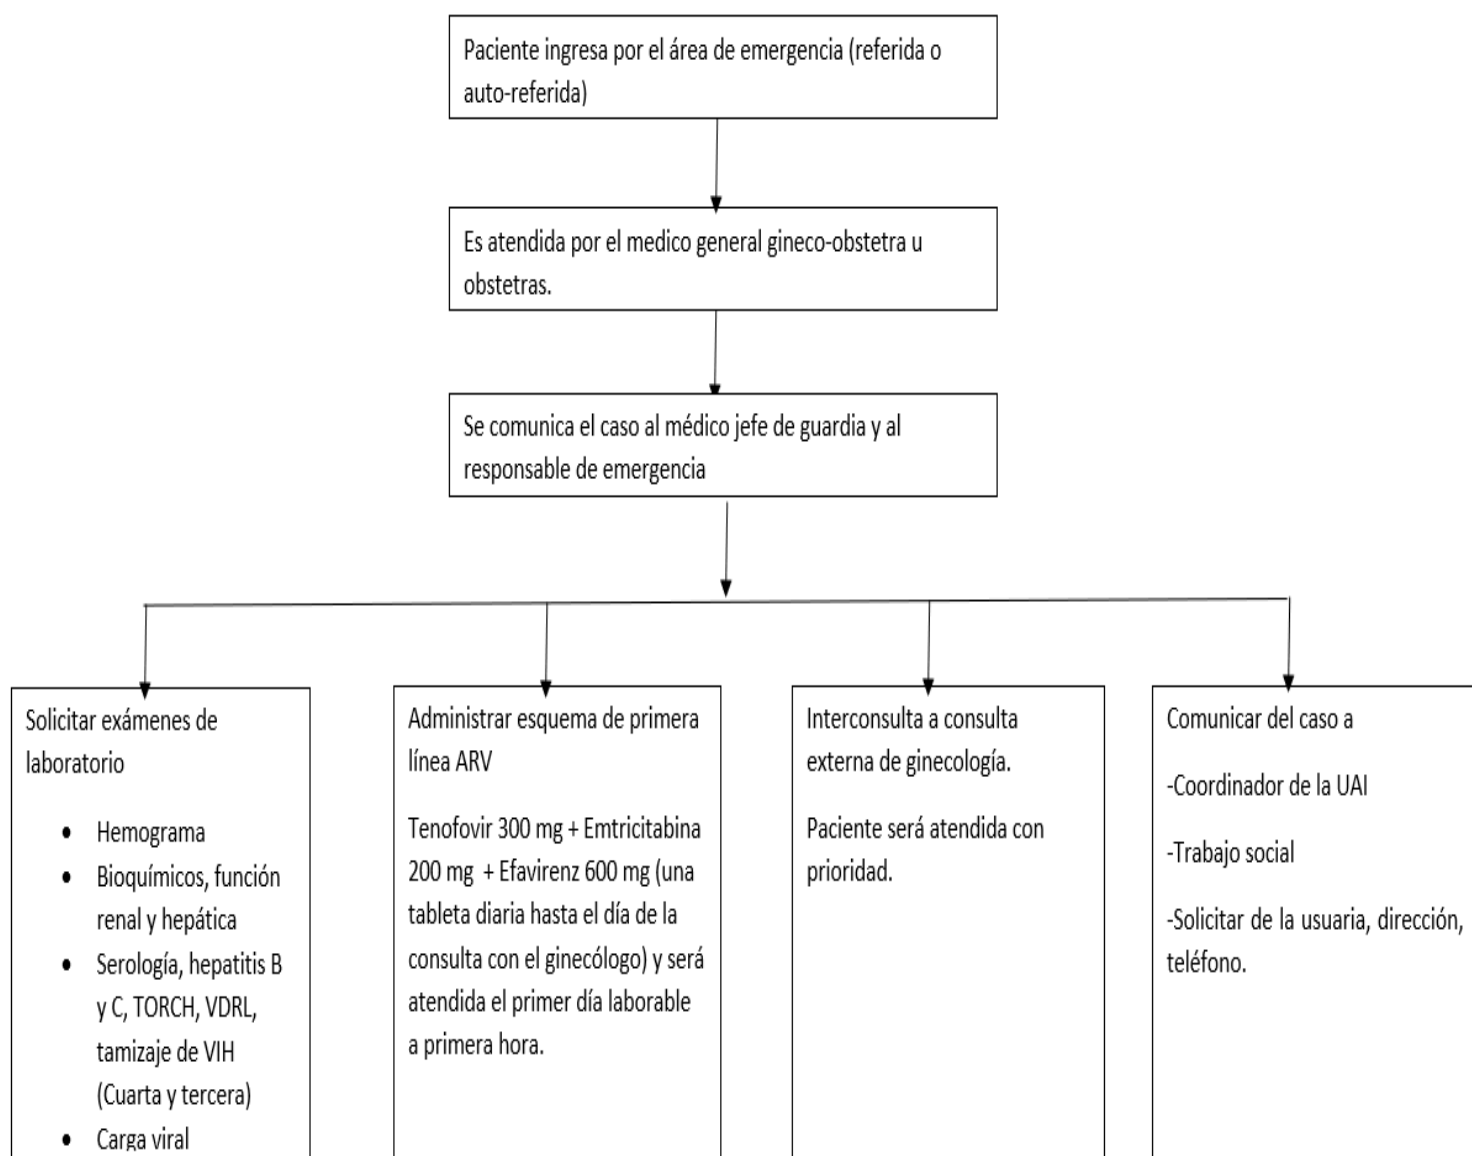 Paciente ingresa por el área de emergencia (referida o
auto-referida)
Es atendida por el medico general gineco-obstetra u
obstetras.
Se comunica el caso al médico jefe de guardia y al
responsable de emergencia
Solicitar exámenes de
laboratorio
• Hemograma
• Bioquímicos, función
renal y hepática
• Serología, hepatitis B
y C, TORCH, VDRL,
tamizaje de VIH
(Cuarta y tercera)
• Carga viral
Administrar esquema de primera
línea ARV
Tenofovir 300 mg + Emtricitabina
200 mg + Efavirenz 600 mg (una
tableta diaria hasta el día de la
consulta con el ginecólogo) y será
atendida el primer día laborable
a primera hora.
Interconsulta a consulta
externa de ginecología.
Paciente será atendida con
prioridad.
Comunicar del caso a
-Coordinador de la UAI
-Trabajo social
-Solicitar de la usuaria, dirección,
teléfono.